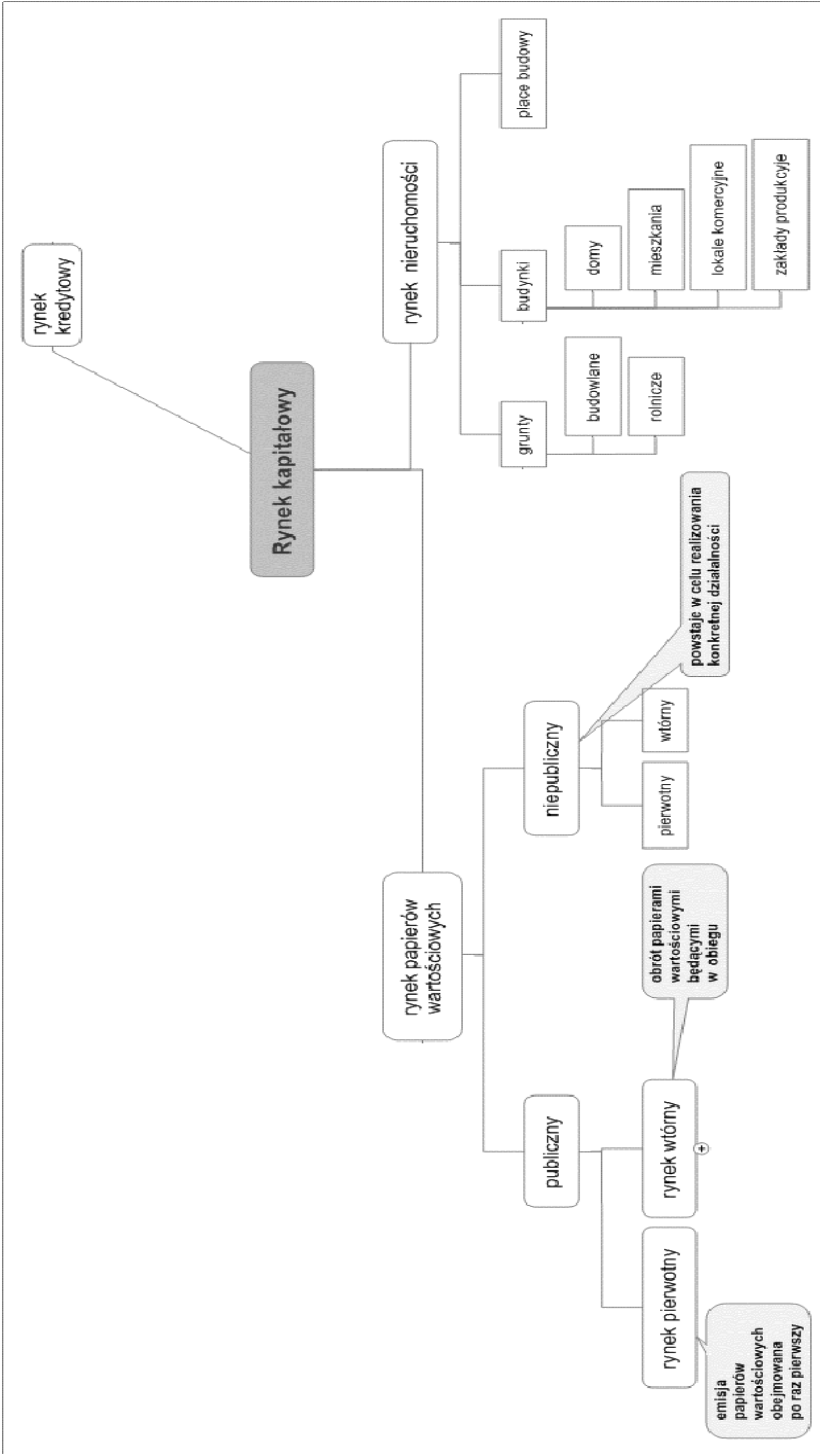 rynek
kredytowy
Rynek kapitałowy
rynek papierów
wartościowych
rynek nieruchomości
publiczny
niepubliczny
grunty
budynki
place budowy
rynek pierwotny
rynek wtórny
pierwotny
wtórny
budowlane
rolnicze
domy
mieszkania
lokale komercyjne
zakłady produkcyje
emisja
papierów
wartościowych
obejmowana
po raz pierwszy
obrót papierami
wartościowymi
będącymi
w obiegu
powstaje w celu realizowania
konkretnej działalności